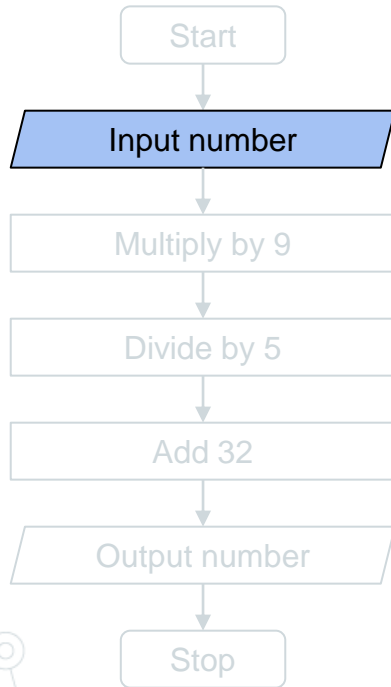 Start
Input number
Multiply by 9
Divide by 5
Add 32
Output number
Stop